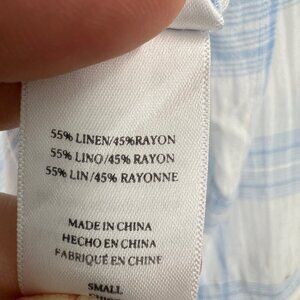 55% LINEN/45%RAYON
55% LINO/45% RAYON
55% LIN/45% RAYONNE
MADE IN CHINA
HECHO EN CHINA
FABRIQUÉ EN CHINE
SMALL